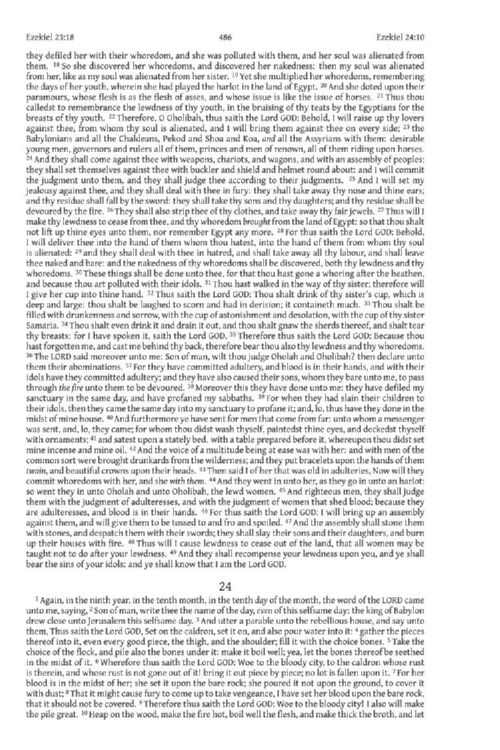 Ezekiel 23:18 486 Ezekiel 24:10
they defiled her with their whoredom, and she was polluted with them, and her soul was alienated from
them. 18 So she discovered her whoredoms, and discovered her nakedness: then my soul was alienated
from her, like as my soul was alienated from her sister. 19 Yet she multiplied her whoredoms, remembering
the days of her youth, wherein she had played the harlot in the land of Egypt. 20 And she doted upon their
paramours, whose flesh is as the flesh of asses, and whose issue is like the issue of horses. 21 Thus thou
calledst to remembrance the lewdness of thy youth, in the bruising of thy teats by the Egyptians for the
breasts of thy youth. 22 Therefore, O Oholibah, thus saith the Lord GOD: Behold, I will raise up thy lovers
against thee, from whom thy soul is alienated, and I will bring them against thee on every side; 23 the
Babylonians and all the Chaldeans, Pekod and Shoa and Koa, and all the Assyrians with them: desirable
young men, governors and rulers all of them, princes and men of renown, all of them riding upon horses.
24 And they shall come against thee with weapons, chariots, and wagons, and with an assembly of peoples;
they shall set themselves against thee with buckler and shield and helmet round about: and I will commit
the judgment unto them, and they shall judge thee according to their judgments. 25 And I will set my
jealousy against thee, and they shall deal with thee in fury: they shall take away thy nose and thine ears;
and thy residue shall fall by the sword: they shall take thy sons and thy daughters; and thy residue shall be
devoured by the fire. 26 They shall also strip thee of thy clothes, and take away thy fair jewels. 27 Thus will I
make thy lewdness to cease from thee, and thy whoredom brought from the land of Egypt: so that thou shalt
not lift up thine eyes unto them, nor remember Egypt any more. 28 For thus saith the Lord GOD: Behold,
I will deliver thee into the hand of them whom thou hatest, into the hand of them from whom thy soul
is alienated: 29 and they shall deal with thee in hatred, and shall take away all thy labour, and shall leave
thee naked and bare: and the nakedness of thy whoredoms shall be discovered, both thy lewdness and thy
whoredoms. 30 These things shall be done unto thee, for that thou hast gone a whoring after the heathen,
and because thou art polluted with their idols. 31 Thou hast walked in the way of thy sister; therefore will
I give her cup into thine hand. 32 Thus saith the Lord GOD: Thou shalt drink of thy sister's cup, which is
deep and large: thou shalt be laughed to scorn and had in derision; it containeth much. 33 Thou shalt be
filled with drunkenness and sorrow, with the cup of astonishment and desolation, with the cup of thy sister
Samaria. 34 Thou shalt even drink it and drain it out, and thou shalt gnaw the sherds thereof, and shalt tear
thy breasts: for I have spoken it, saith the Lord GOD. 35 Therefore thus saith the Lord GOD: Because thou
hast forgotten me, and cast me behind thy back, therefore bear thou also thy lewdness and thy whoredoms.
36 The LORD said moreover unto me: Son of man, wilt thou judge Oholah and Oholibah? then declare unto
them their abominations. 37 For they have committed adultery, and blood is in their hands, and with their
idols have they committed adultery; and they have also caused their sons, whom they bare unto me, to pass
through the fire unto them to be devoured. 38 Moreover this they have done unto me: they have defiled my
sanctuary in the same day, and have profaned my sabbaths. 39 For when they had slain their children to
their idols, then they came the same day into my sanctuary to profane it; and, lo, thus have they done in the
midst of mine house. 40 And furthermore ye have sent for men that come from far: unto whom a messenger
was sent, and, lo, they came; for whom thou didst wash thyself, paintedst thine eyes, and deckedst thyself
with ornaments; 41 and satest upon a stately bed, with a table prepared before it, whereupon thou didst set
mine incense and mine oil. 42 And the voice of a multitude being at ease was with her: and with men of the
common sort were brought drunkards from the wilderness; and they put bracelets upon the hands of them
twain, and beautiful crowns upon their heads. 43 Then said I of her that was old in adulteries, Now will they
commit whoredoms with her, and she with them. 44 And they went in unto her, as they go in unto an harlot:
so went they in unto Oholah and unto Oholibah, the lewd women. 45 And righteous men, they shall judge
them with the judgment of adulteresses, and with the judgment of women that shed blood; because they
are adulteresses, and blood is in their hands. 46 For thus saith the Lord GOD: I will bring up an assembly
against them, and will give them to be tossed to and fro and spoiled. 47 And the assembly shall stone them
with stones, and despatch them with their swords; they shall slay their sons and their daughters, and burn
up their houses with fire. 48 Thus will I cause lewdness to cease out of the land, that all women may be
taught not to do after your lewdness. 49 And they shall recompense your lewdness upon you, and ye shall
bear the sins of your idols: and ye shall know that I am the Lord GOD.
24
1 Again, in the ninth year, in the tenth month, in the tenth day of the month, the word of the LORD came
unto me, saying, 2 Son of man, write thee the name of the day, even of this selfsame day: the king of Babylon
drew close unto Jerusalem this selfsame day. 3 And utter a parable unto the rebellious house, and say unto
them, Thus saith the Lord GOD, Set on the caldron, set it on, and also pour water into it: 4 gather the pieces
thereof into it, even every good piece, the thigh, and the shoulder; fill it with the choice bones. 5 Take the
choice of the flock, and pile also the bones under it: make it boil well; yea, let the bones thereof be seethed
in the midst of it. 6 Wherefore thus saith the Lord GOD: Woe to the bloody city, to the caldron whose rust
is therein, and whose rust is not gone out of it! bring it out piece by piece; no lot is fallen upon it. 7 For her
blood is in the midst of her; she set it upon the bare rock; she poured it not upon the ground, to cover it
with dust; 8 That it might cause fury to come up to take vengeance, I have set her blood upon the bare rock,
that it should not be covered. 9 Therefore thus saith the Lord GOD: Woe to the bloody city! I also will make
the pile great. 10 Heap on the wood, make the fire hot, boil well the flesh, and make thick the broth, and let